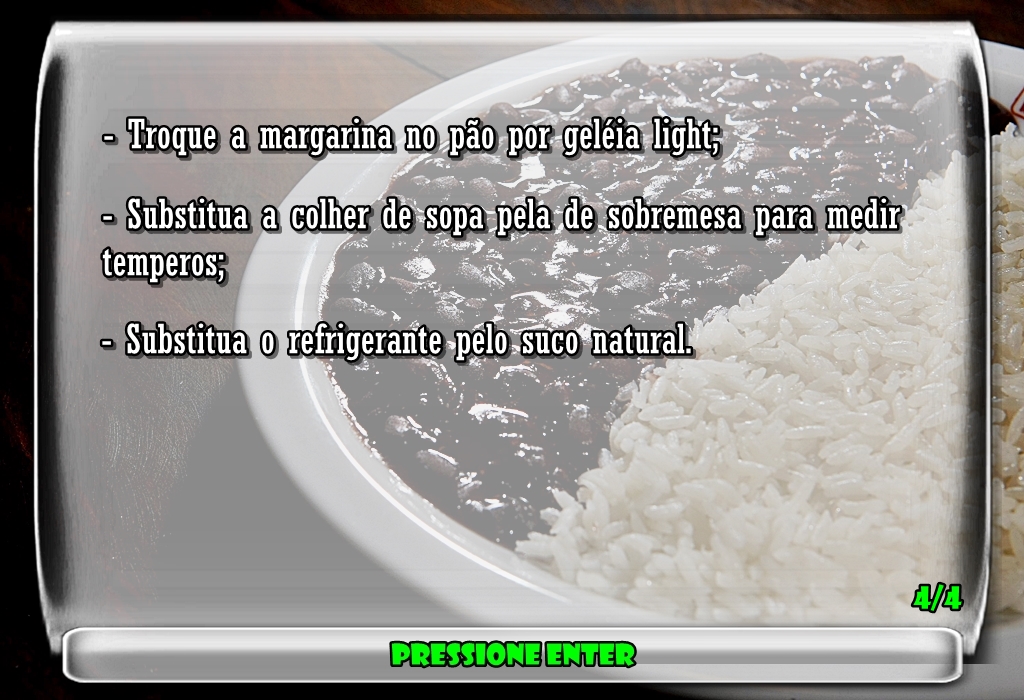 - Troque a margarina no pão por geléia light;
- Substitua a colher de sopa pela de sobremesa para medir
temperos;
- Substitua o refrigerante pelo suco natural.
4/4
PRESSIONE ENTER